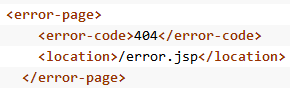 <error-page>
<error-code>404</error-code>
<location>/error.jsp</location>
</error-page>